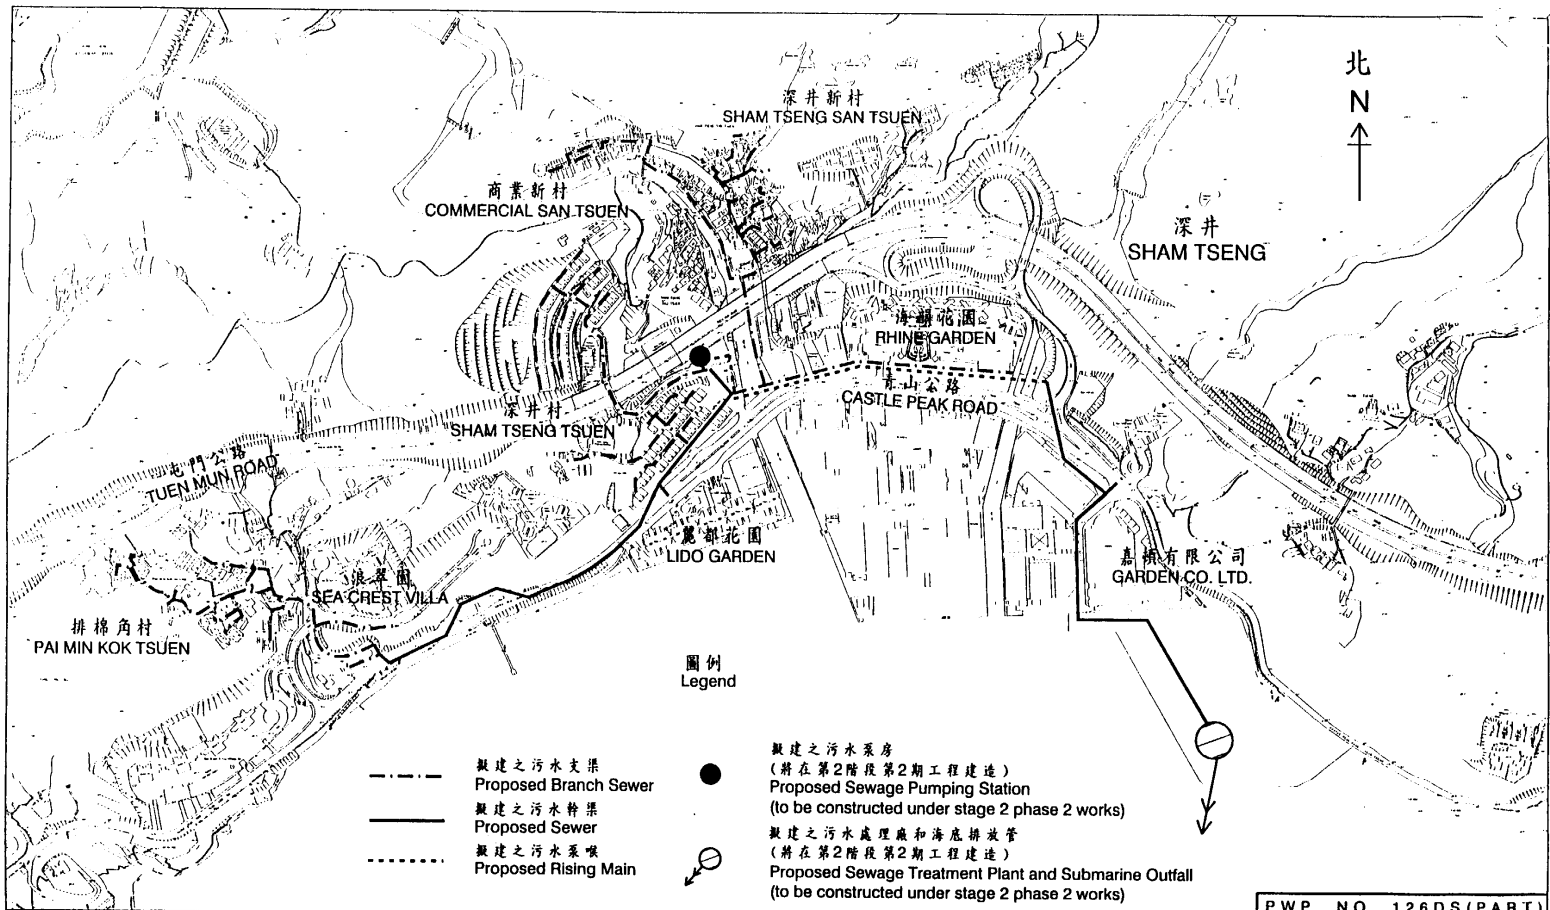 北
N
深井新村
SHAM TSENG SAN TSUEN
商業新村
COMMERCIAL SAN TSUEN
深井
SHAM TSENG
海韻花園
RHINE GARDEN
青山公路
CASTLE PEAK ROAD
深井村
SHAM TSENG TSUEN
屯門公路
TUEN MUN ROAD
麗都花園
LIDO GARDEN
嘉頓有限公司
GARDEN CO. LTD.
浪翠園
SEA CREST VILLA
排棉角村
PAI MIN KOK TSUEN
圖例
Legend
擬建之污水支渠
Proposed Branch Sewer
擬建之污水幹渠
Proposed Sewer
擬建之污水泵喉
Proposed Rising Main
擬建之污水泵房
(將在第2階段第2期工程建造)
Proposed Sewage Pumping Station
(to be constructed under stage 2 phase 2 works)
擬建之污水處理廠和海底排放管
(將在第2階段第2期工程建造)
Proposed Sewage Treatment Plant and Submarine Outfall
(to be constructed under stage 2 phase 2 works)
PWP NO 126DS(PART)